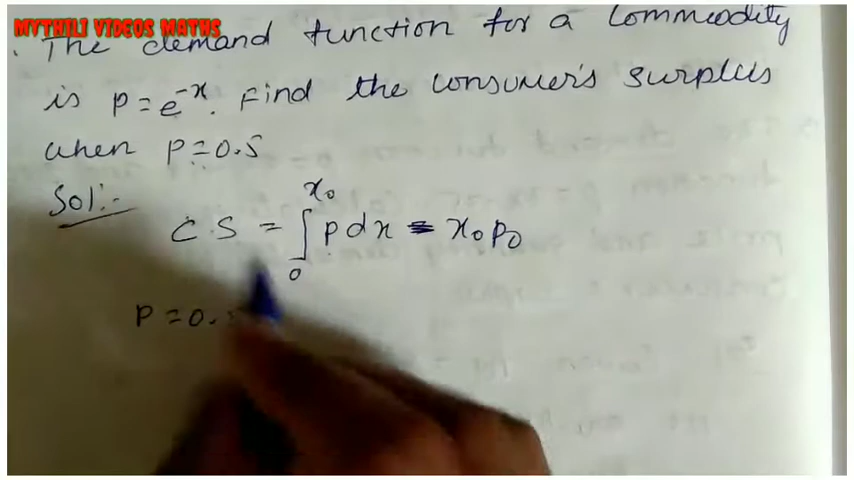 MYTHILI VIDEOS MATHS
The demand function for a commodity
is p = e^-x. Find the consumer's surplus
when p = 0.5
Sol:-
C.S = ∫₀^x₀ p dx - x₀p₀
P = 0.5